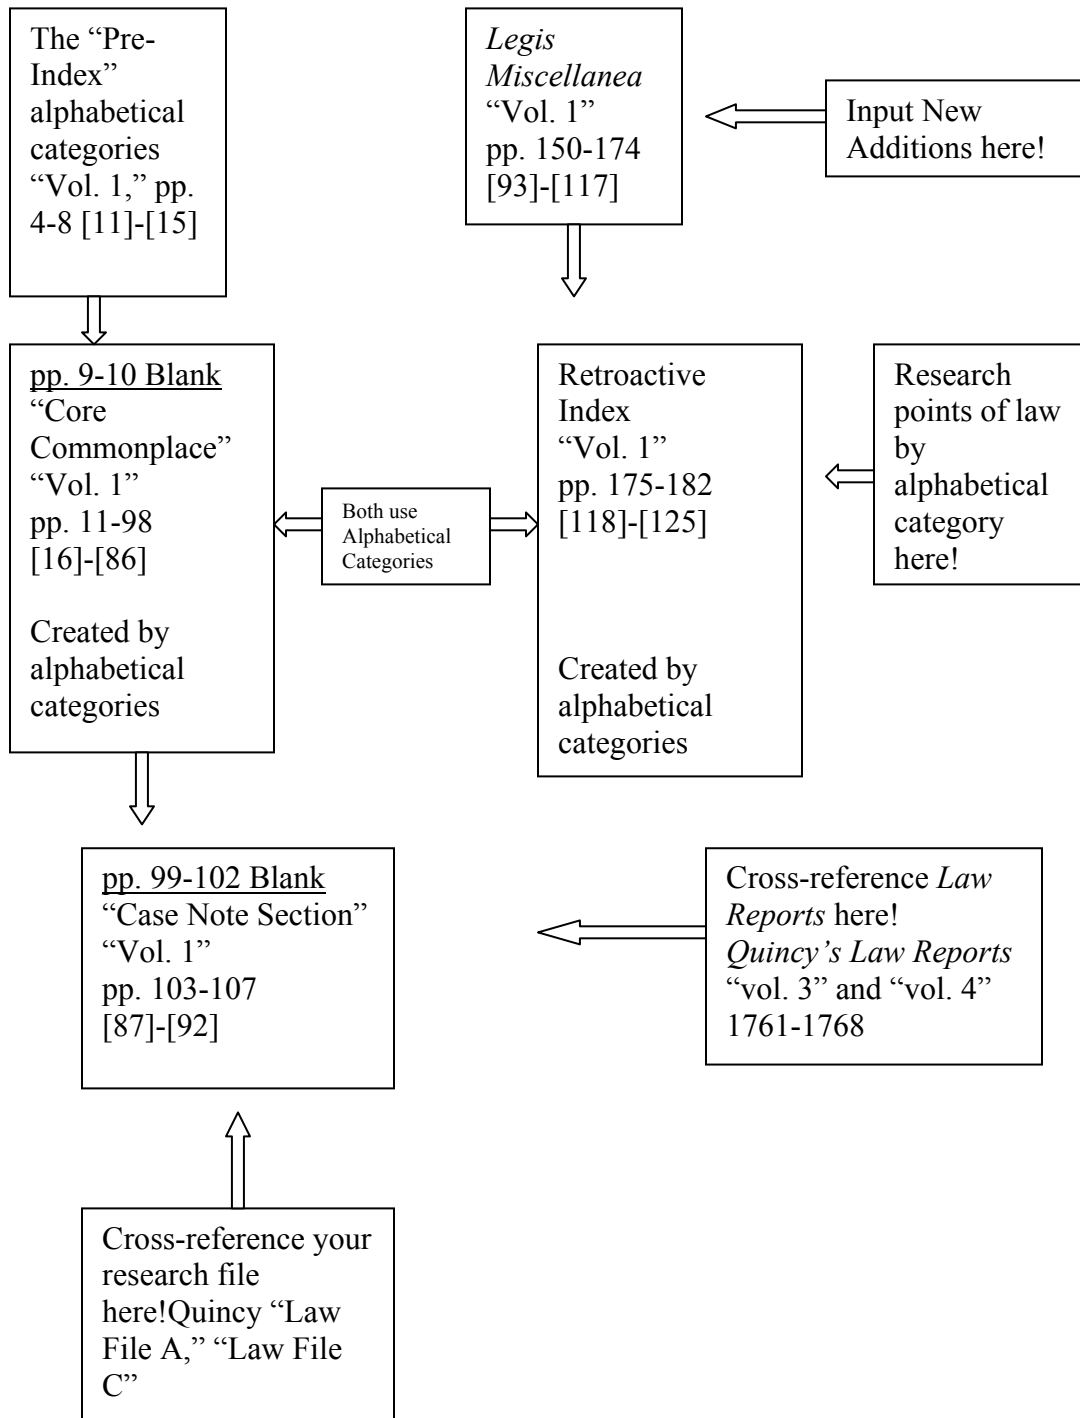 The “Pre-
Index”
alphabetical
categories
“Vol. 1,” pp.
4-8 [11]-[15]
Legis
Miscellanea
“Vol. 1”
pp. 150-174
[93]-[117]
Input New
Additions here!
pp. 9-10 Blank
“Core
Commonplace”
“Vol. 1”
pp. 11-98
[16]-[86]
Created by
alphabetical
categories
Both use
Alphabetical
Categories
Retroactive
Index
“Vol. 1”
pp. 175-182
[118]-[125]
Created by
alphabetical
categories
Research
points of law
by
alphabetical
category
here!
pp. 99-102 Blank
“Case Note Section”
“Vol. 1”
pp. 103-107
[87]-[92]
Cross-reference Law
Reports here!
Quincy’s Law Reports
“vol. 3” and “vol. 4”
1761-1768
Cross-reference your
research file
here!Quincy “Law
File A,” “Law File
C”